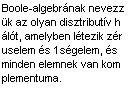 Boole-algebrának nevezz
ük az olyan disztributív h
álót, amelyben létezik zér
uselem és 1ségelem, és
minden elemnek van kom
plementuma.